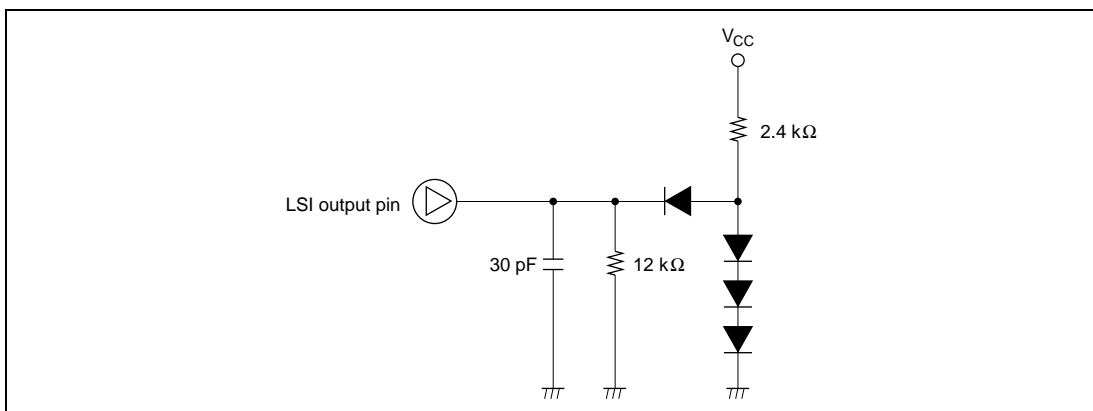 VCC
2.4 kΩ
LSI output pin
30 pF
12 kΩ